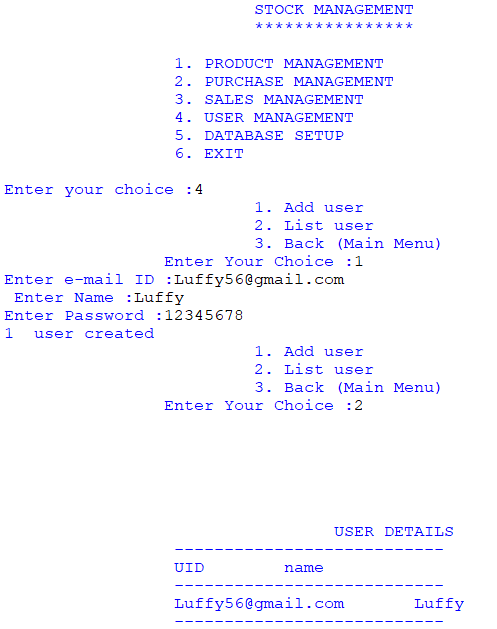 STOCK MANAGEMENT
****************
1. PRODUCT MANAGEMENT
2. PURCHASE MANAGEMENT
3. SALES MANAGEMENT
4. USER MANAGEMENT
5. DATABASE SETUP
6. EXIT
Enter your choice :4
1. Add user
2. List user
3. Back (Main Menu)
Enter Your Choice :1
Enter e-mail ID :Luffy56@gmail.com
Enter Name :Luffy
Enter Password :12345678
1  user created
1. Add user
2. List user
3. Back (Main Menu)
Enter Your Choice :2
USER DETAILS
---------------------------
UID        name
---------------------------
Luffy56@gmail.com       Luffy
---------------------------